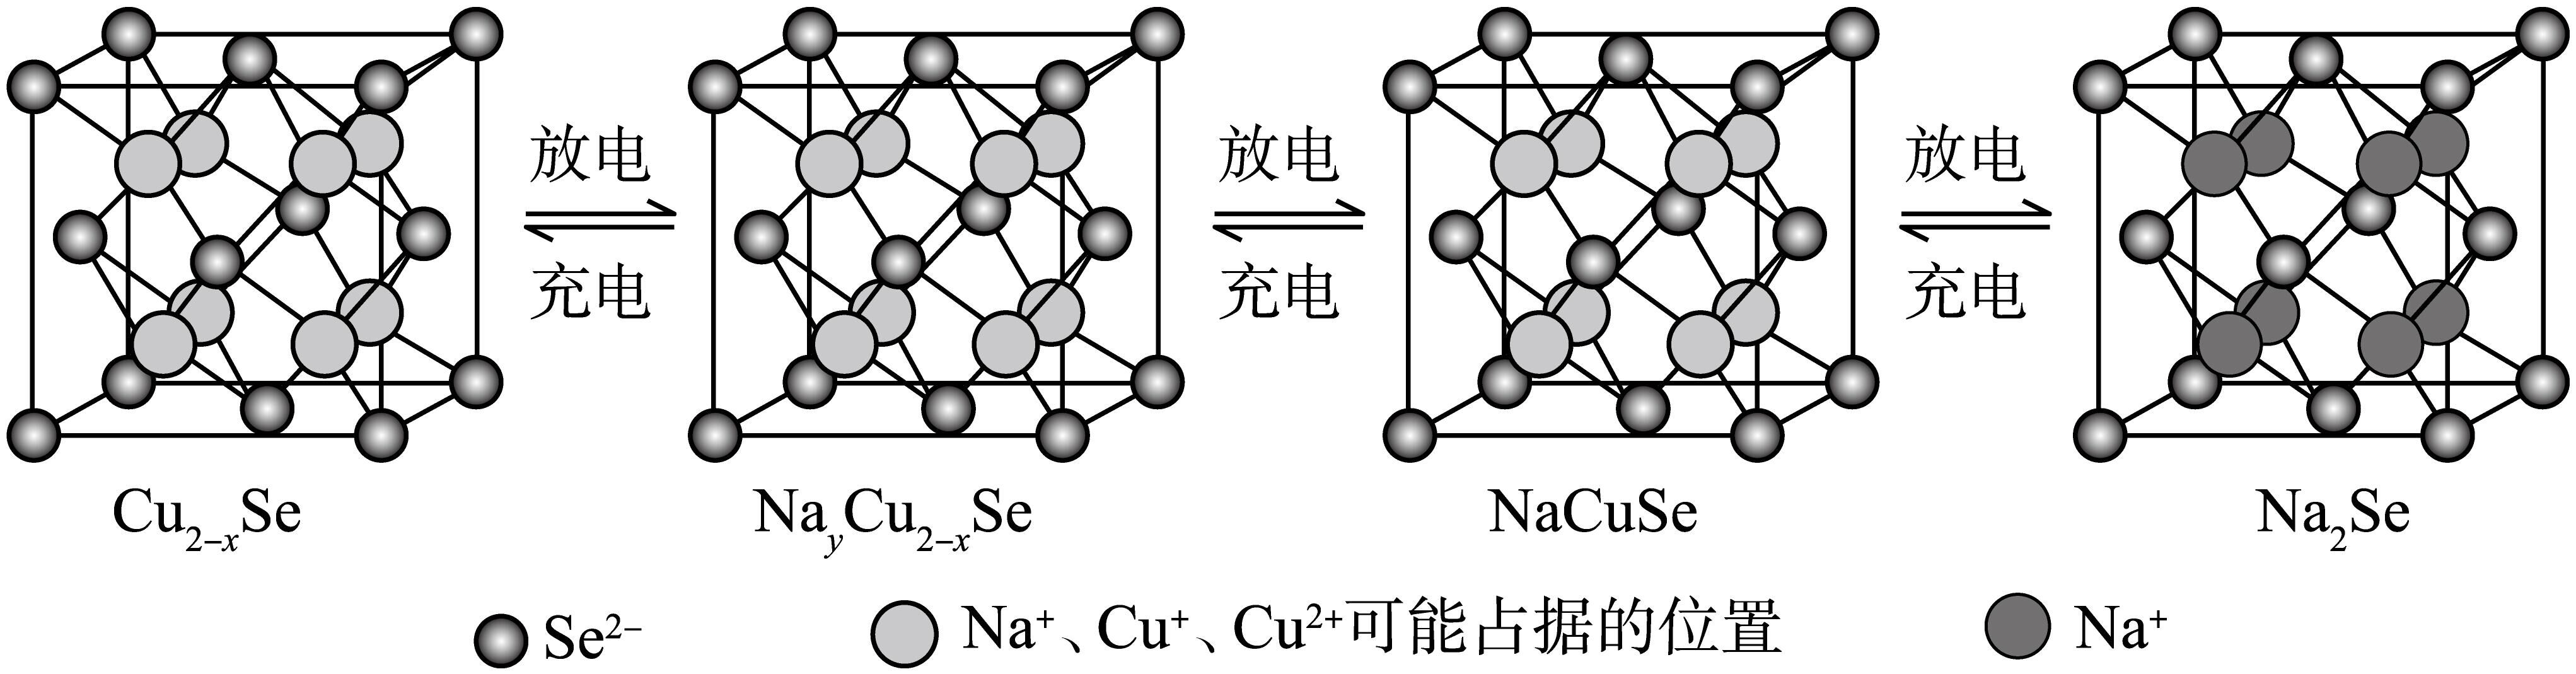 放电 放电 放电
充电 充电 充电
Cu₂₋ₓSe NaᵧCu₂₋ₓSe NaCuSe Na₂Se
Se²⁻ Na⁺、Cu⁺、Cu²⁺可能占据的位置 Na⁺